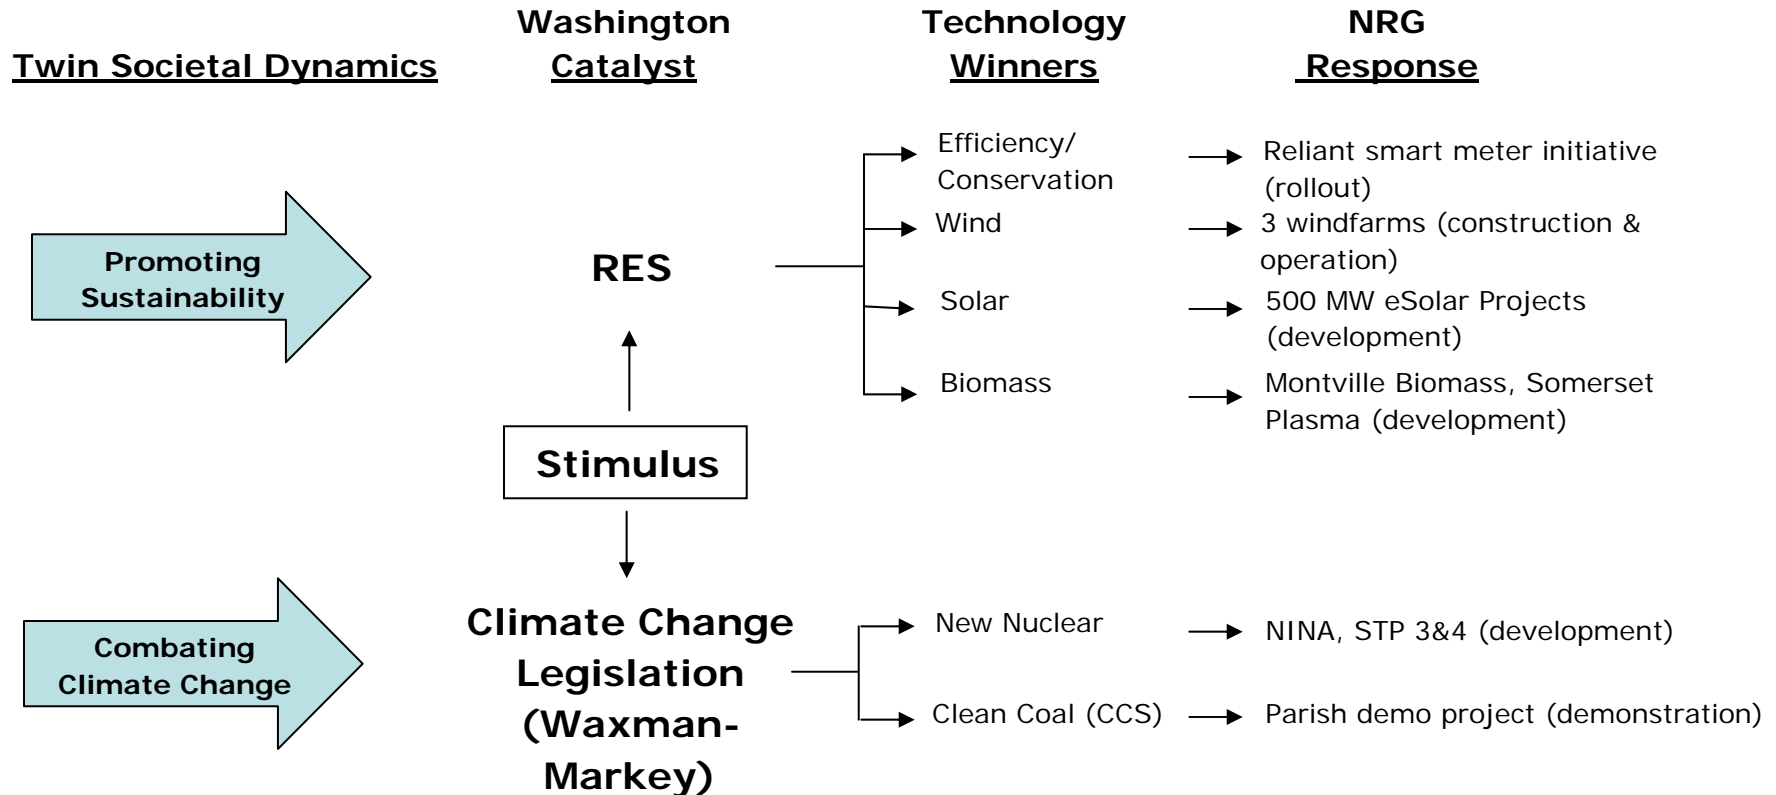 Twin Societal Dynamics
Washington
Catalyst
Technology
Winners
NRG
Response
Promoting
Sustainability
RES
Efficiency/
Conservation
Reliant smart meter initiative
(rollout)
Wind
3 windfarms (construction &
operation)
Solar
500 MW eSolar Projects
(development)
Biomass
Montville Biomass, Somerset
Plasma (development)
Stimulus
Combating
Climate Change
Climate Change
Legislation
(Waxman-
Markey)
New Nuclear
NINA, STP 3&4 (development)
Clean Coal (CCS)
Parish demo project (demonstration)